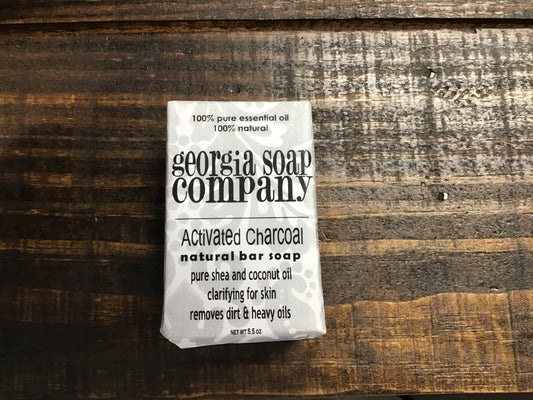 100% pure essential oil
100% natural
georgia soap
company
Activated Charcoal
natural bar soap
pure shea and coconut oil
clarifying for skin
removes dirt & heavy oils
NET WT 5.5 oz